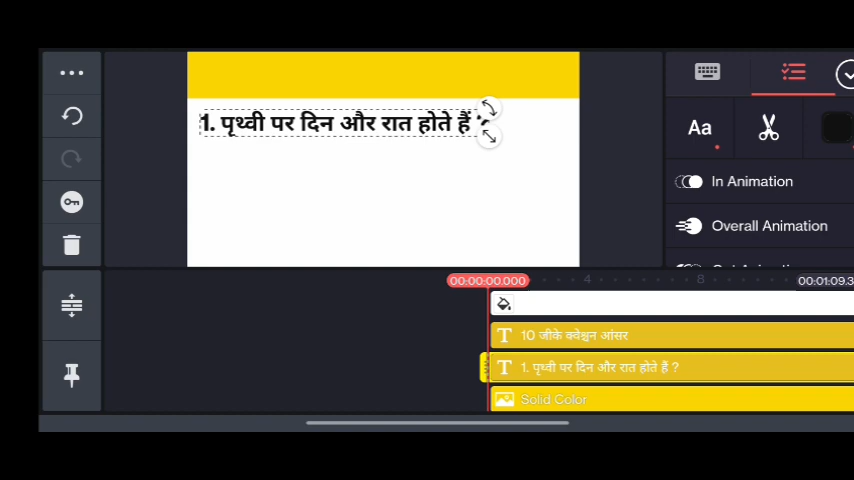 1. पृथ्वी पर दिन और रात होते हैं
Aa
In Animation
Overall Animation
00:00:00.000
4
8
00:01:09.3
10 जीके क्वेश्चन आंसर
1. पृथ्वी पर दिन और रात होते हैं ?
Solid Color